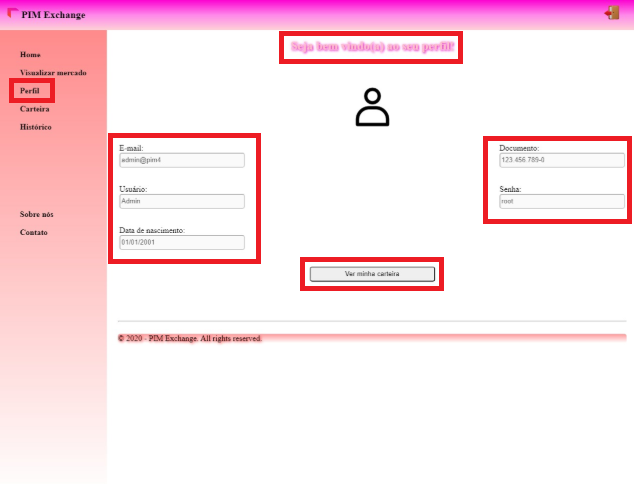 PIM Exchange
Seja bem vindo(a) ao seu perfil!
Home
Visualizar mercado
Perfil
Carteira
Histórico
Sobre nós
Contato
E-mail:
admin@pim4
Usuário:
Admin
Data de nascimento:
01/01/2001
Documento:
123 456 789-0
Senha:
root
Ver minha carteira
© 2020 - PIM Exchange. All rights reserved.